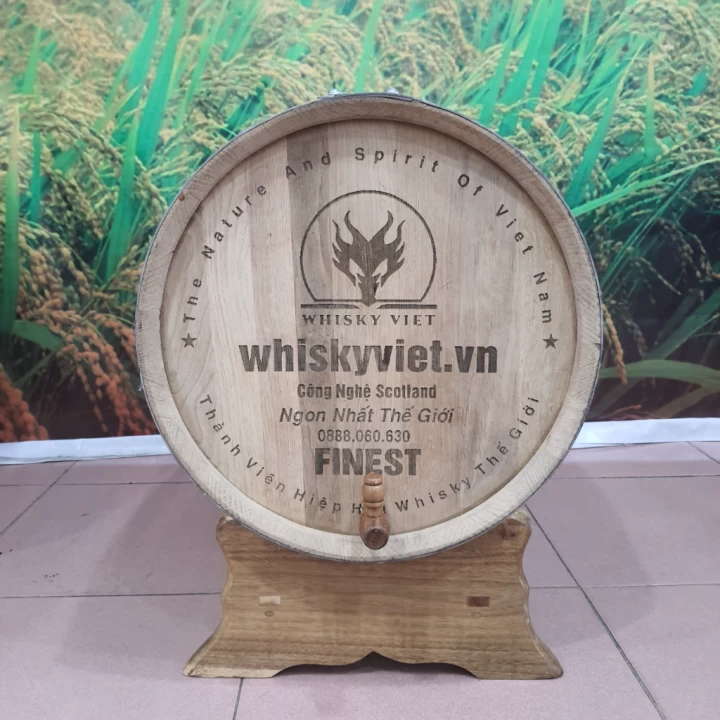 ★ The Nature And Spirit Of Viet Nam ★
WHISKY VIET
whiskyviet.vn
Công Nghệ Scotland
Ngon Nhất Thế Giới
0888.060.630
FINEST
Thành Viên Hiệp Whisky Thế Giới